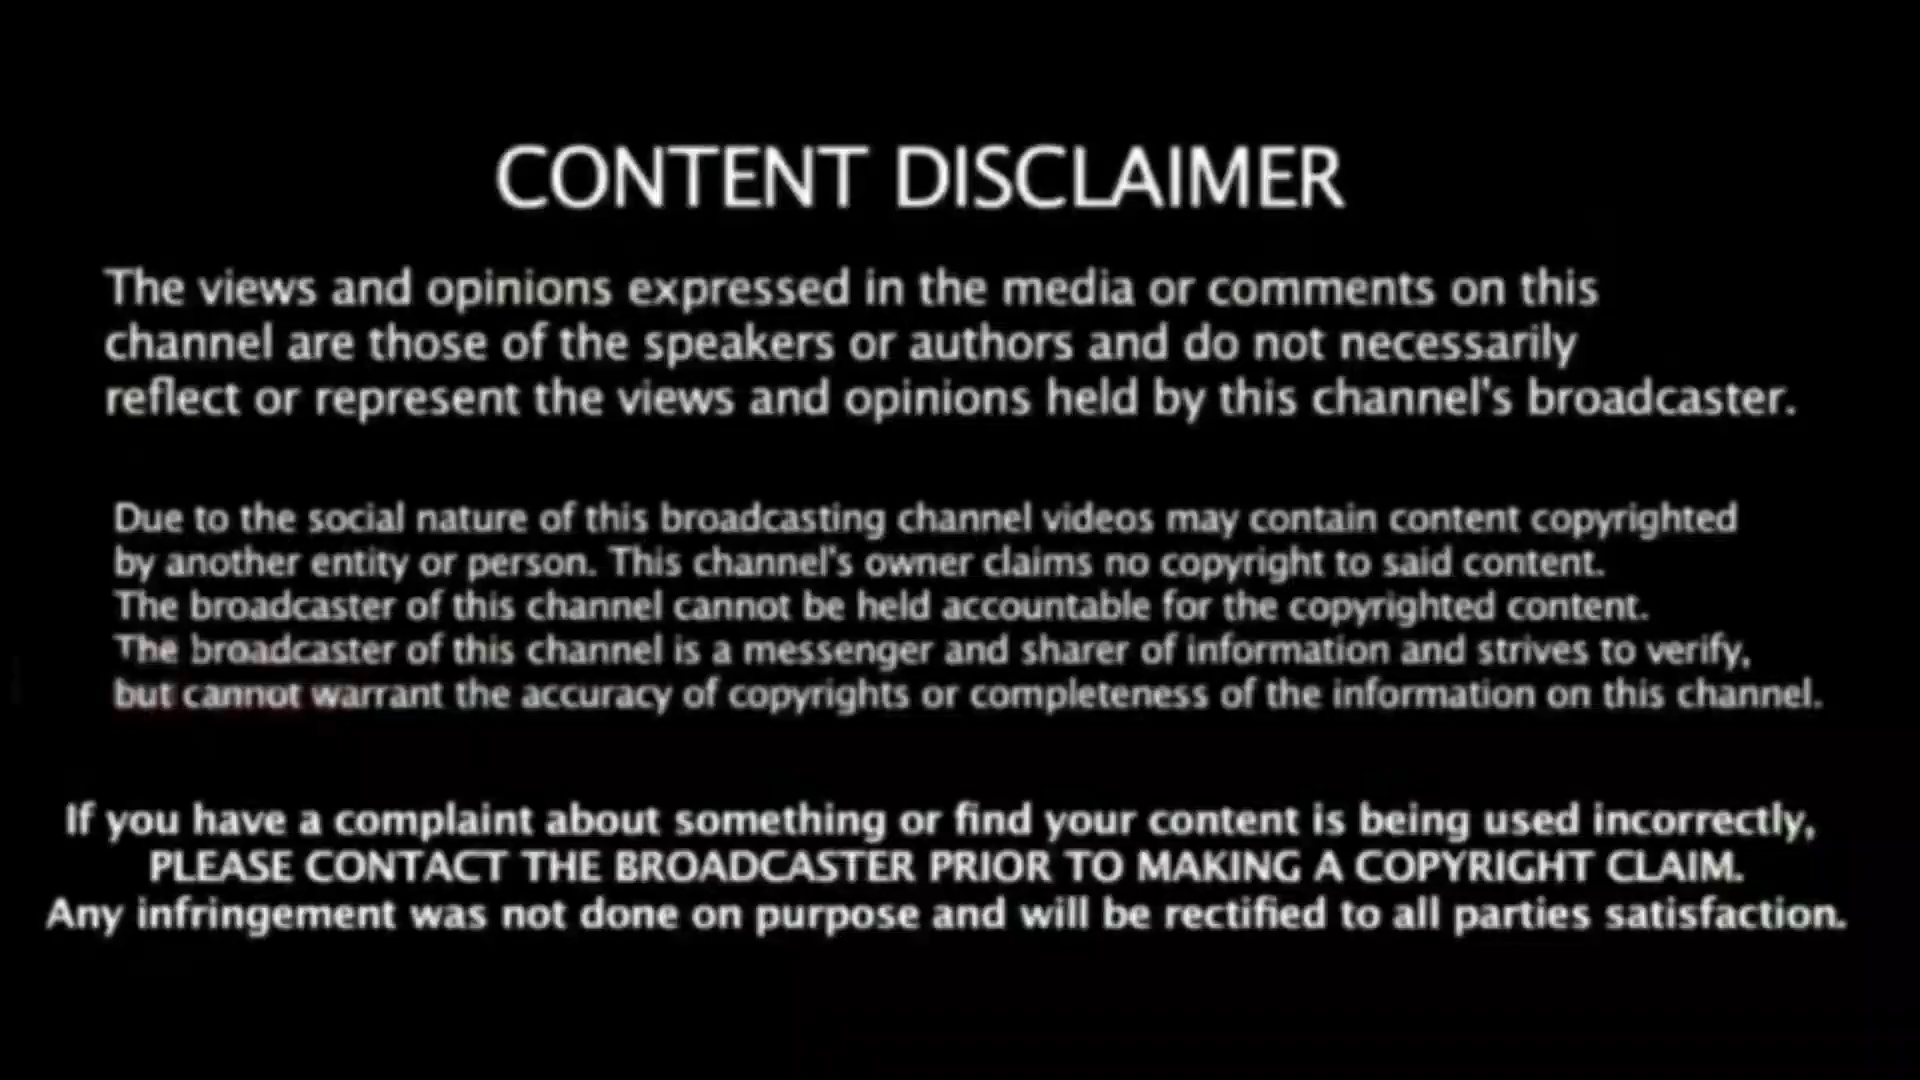 CONTENT DISCLAIMER
The views and opinions expressed in the media or comments on this
channel are those of the speakers or authors and do not necessarily
reflect or represent the views and opinions held by this channel's broadcaster.
Due to the social nature of this broadcasting channel videos may contain content copyrighted
by another entity or person. This channel's owner claims no copyright to said content.
The broadcaster of this channel cannot be held accountable for the copyrighted content.
The broadcaster of this channel is a messenger and sharer of information and strives to verify,
but cannot warrant the accuracy of copyrights or completeness of the information on this channel.
If you have a complaint about something or find your content is being used incorrectly,
PLEASE CONTACT THE BROADCASTER PRIOR TO MAKING A COPYRIGHT CLAIM.
Any infringement was not done on purpose and will be rectified to all parties satisfaction.